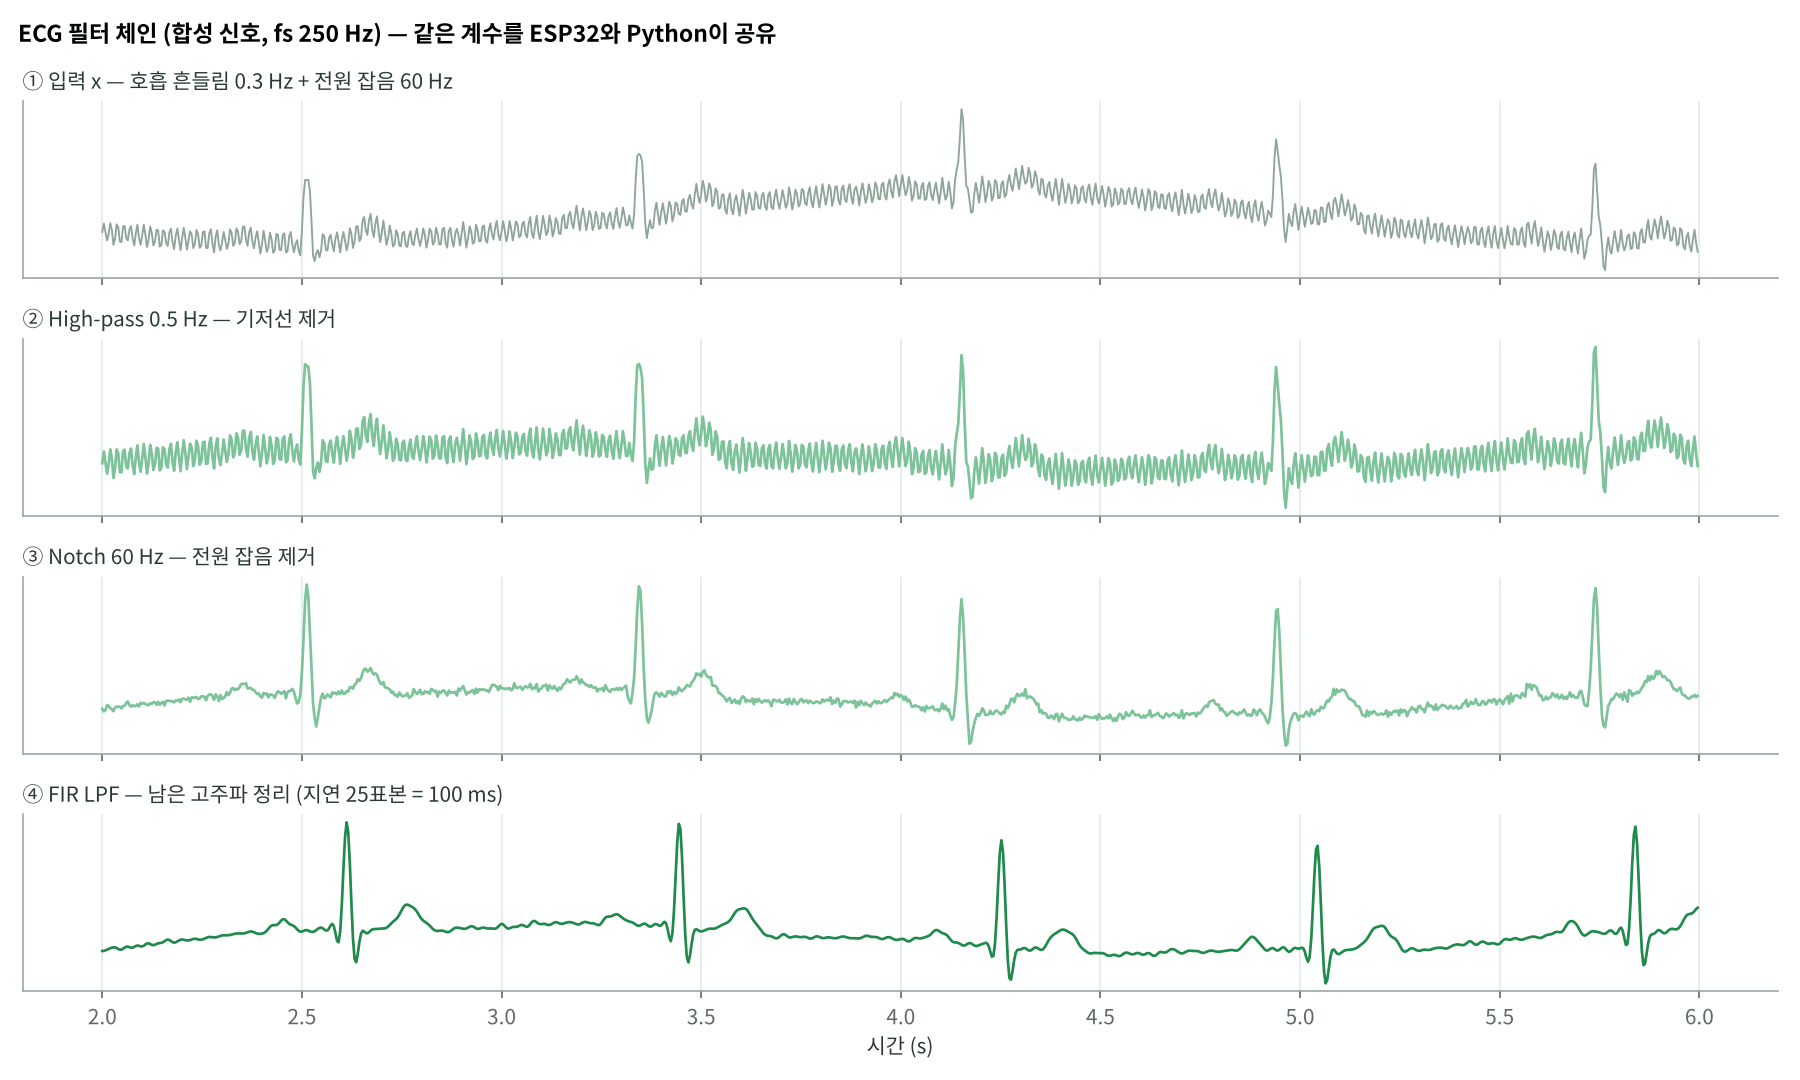 ECG 필터 체인 (합성 신호, fs 250 Hz) — 같은 계수를 ESP32와 Python이 공유
① 입력 x — 호흡 흔들림 0.3 Hz + 전원 잡음 60 Hz
② High-pass 0.5 Hz — 기저선 제거
③ Notch 60 Hz — 전원 잡음 제거
④ FIR LPF — 남은 고주파 정리 (지연 25표본 = 100 ms)
2.0 2.5 3.0 3.5 4.0 4.5 5.0 5.5 6.0
시간 (s)